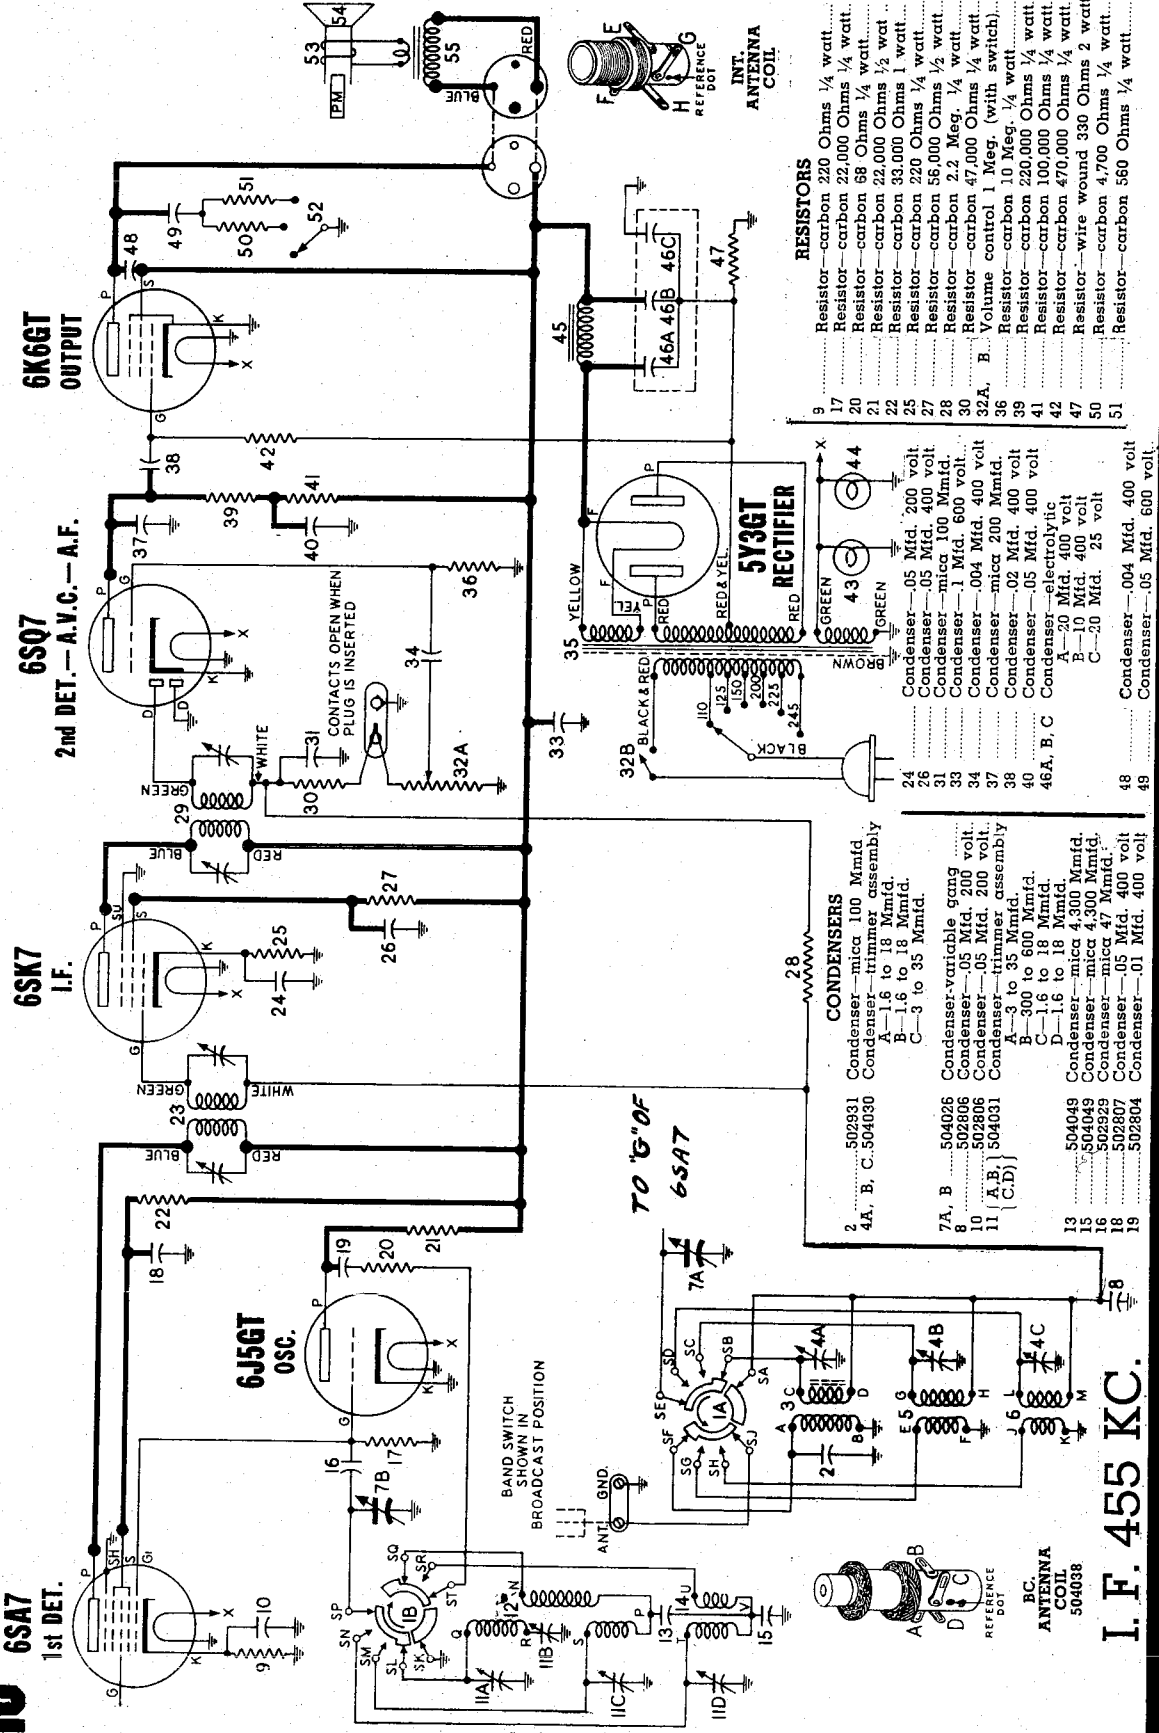 6SA7
1st DET.
6J5GT
OSC.
6SK7
I.F.
6SQ7
2nd DET.—A.V.C.—A.F.
6K6GT
OUTPUT
5Y3GT
RECTIFIER
CONTACTS OPEN WHEN
PLUG IS INSERTED
BAND SWITCH
SHOWN IN
BROADCAST POSITION
TO "G" OF
6SA7
ANT.
GND.
BLUE
RED
GREEN
WHITE
BLUE
RED
GREEN
WHITE
BLUE
RED
PM
YELLOW
YEL
RED
RED & YEL.
RED
GREEN
GREEN
BROWN
BLACK & RED
BLACK
110
125
150
200
225
245
INT.
ANTENNA
COIL
REFERENCE
DOT
BC.
ANTENNA
COIL
504038
REFERENCE
DOT
I. F. 455 KC.
CONDENSERS
2 ........ 502931 Condenser—mica 100 Mmfd
4A, B, C..504030 Condenser—trimmer assembly
A—1.6 to 18 Mmfd.
B—1.6 to 18 Mmfd.
C—3 to 35 Mmfd.
7A, B ..... 504026 Condenser-variable gang
8 ......... 502806 Condenser—.05 Mfd. 200 volt..
10 ......... 502806 Condenser—.05 Mfd. 200 volt..
11 {A,B, C,D)} 504031 Condenser—trimmer assembly
A—3 to 35 Mmfd.
B—300 to 600 Mmfd.
C—1.6 to 18 Mmfd.
D—1.6 to 18 Mmfd.
13 ........504049 Condenser—mica 4,300 Mmfd.
15 ........504049 Condenser—mica 4,300 Mmfd.
16 ........502929 Condenser—mica 47 Mmfd.
18 ........502807 Condenser—.05 Mfd. 400 volt
19 ........502804 Condenser—.01 Mfd. 400 volt
24 ........ Condenser—.05 Mfd. 200 volt.
26 ........ Condenser—.05 Mfd. 400 volt.
31 ........ Condenser—mica 100 Mmfd.
33 ........ Condenser—.1 Mfd. 600 volt...
34 ........ Condenser—.004 Mfd. 400 volt
37 ........ Condenser—mica 200 Mmfd.
38 ........ Condenser—.02 Mfd. 400 volt
40 ........ Condenser—.05 Mfd. 400 volt
46A, B, C Condenser—electrolytic
A—20 Mfd. 400 volt
B—10 Mfd. 400 volt
C—20 Mfd. 25 volt
48 ........ Condenser—.004 Mfd. 400 volt
49 ........ Condenser—.05 Mfd. 600 volt.
RESISTORS
9 ........ Resistor—carbon 220 Ohms ¼ watt.....
17 ........ Resistor—carbon 22,000 Ohms ¼ watt..
20 ........ Resistor—carbon 68 Ohms ¼ watt......
21 ........ Resistor—carbon 22,000 Ohms ½ wat ..
22 ........ Resistor—carbon 33,000 Ohms 1 watt...
25 ........ Resistor—carbon 220 Ohms ¼ watt......
27 ........ Resistor—carbon 56,000 Ohms ½ watt
28 ........ Resistor—carbon 2.2 Meg. ¼ watt......
30 ........ Resistor—carbon 47,000 Ohms ¼ watt..
32A, B.. Volume control 1 Meg. (with switch)...
36 ........ Resistor—carbon 10 Meg. ¼ watt.....
39 ........ Resistor—carbon 220,000 Ohms ¼ watt.
41 ........ Resistor—carbon 100,000 Ohms ¼ watt.
42 ........ Resistor—carbon 470,000 Ohms ¼ watt.
47 ........ Resistor—wire wound 330 Ohms 2 watt
50 ........ Resistor—carbon 4,700 Ohms ¼ watt...
51 ........ Resistor—carbon 560 Ohms ¼ watt......